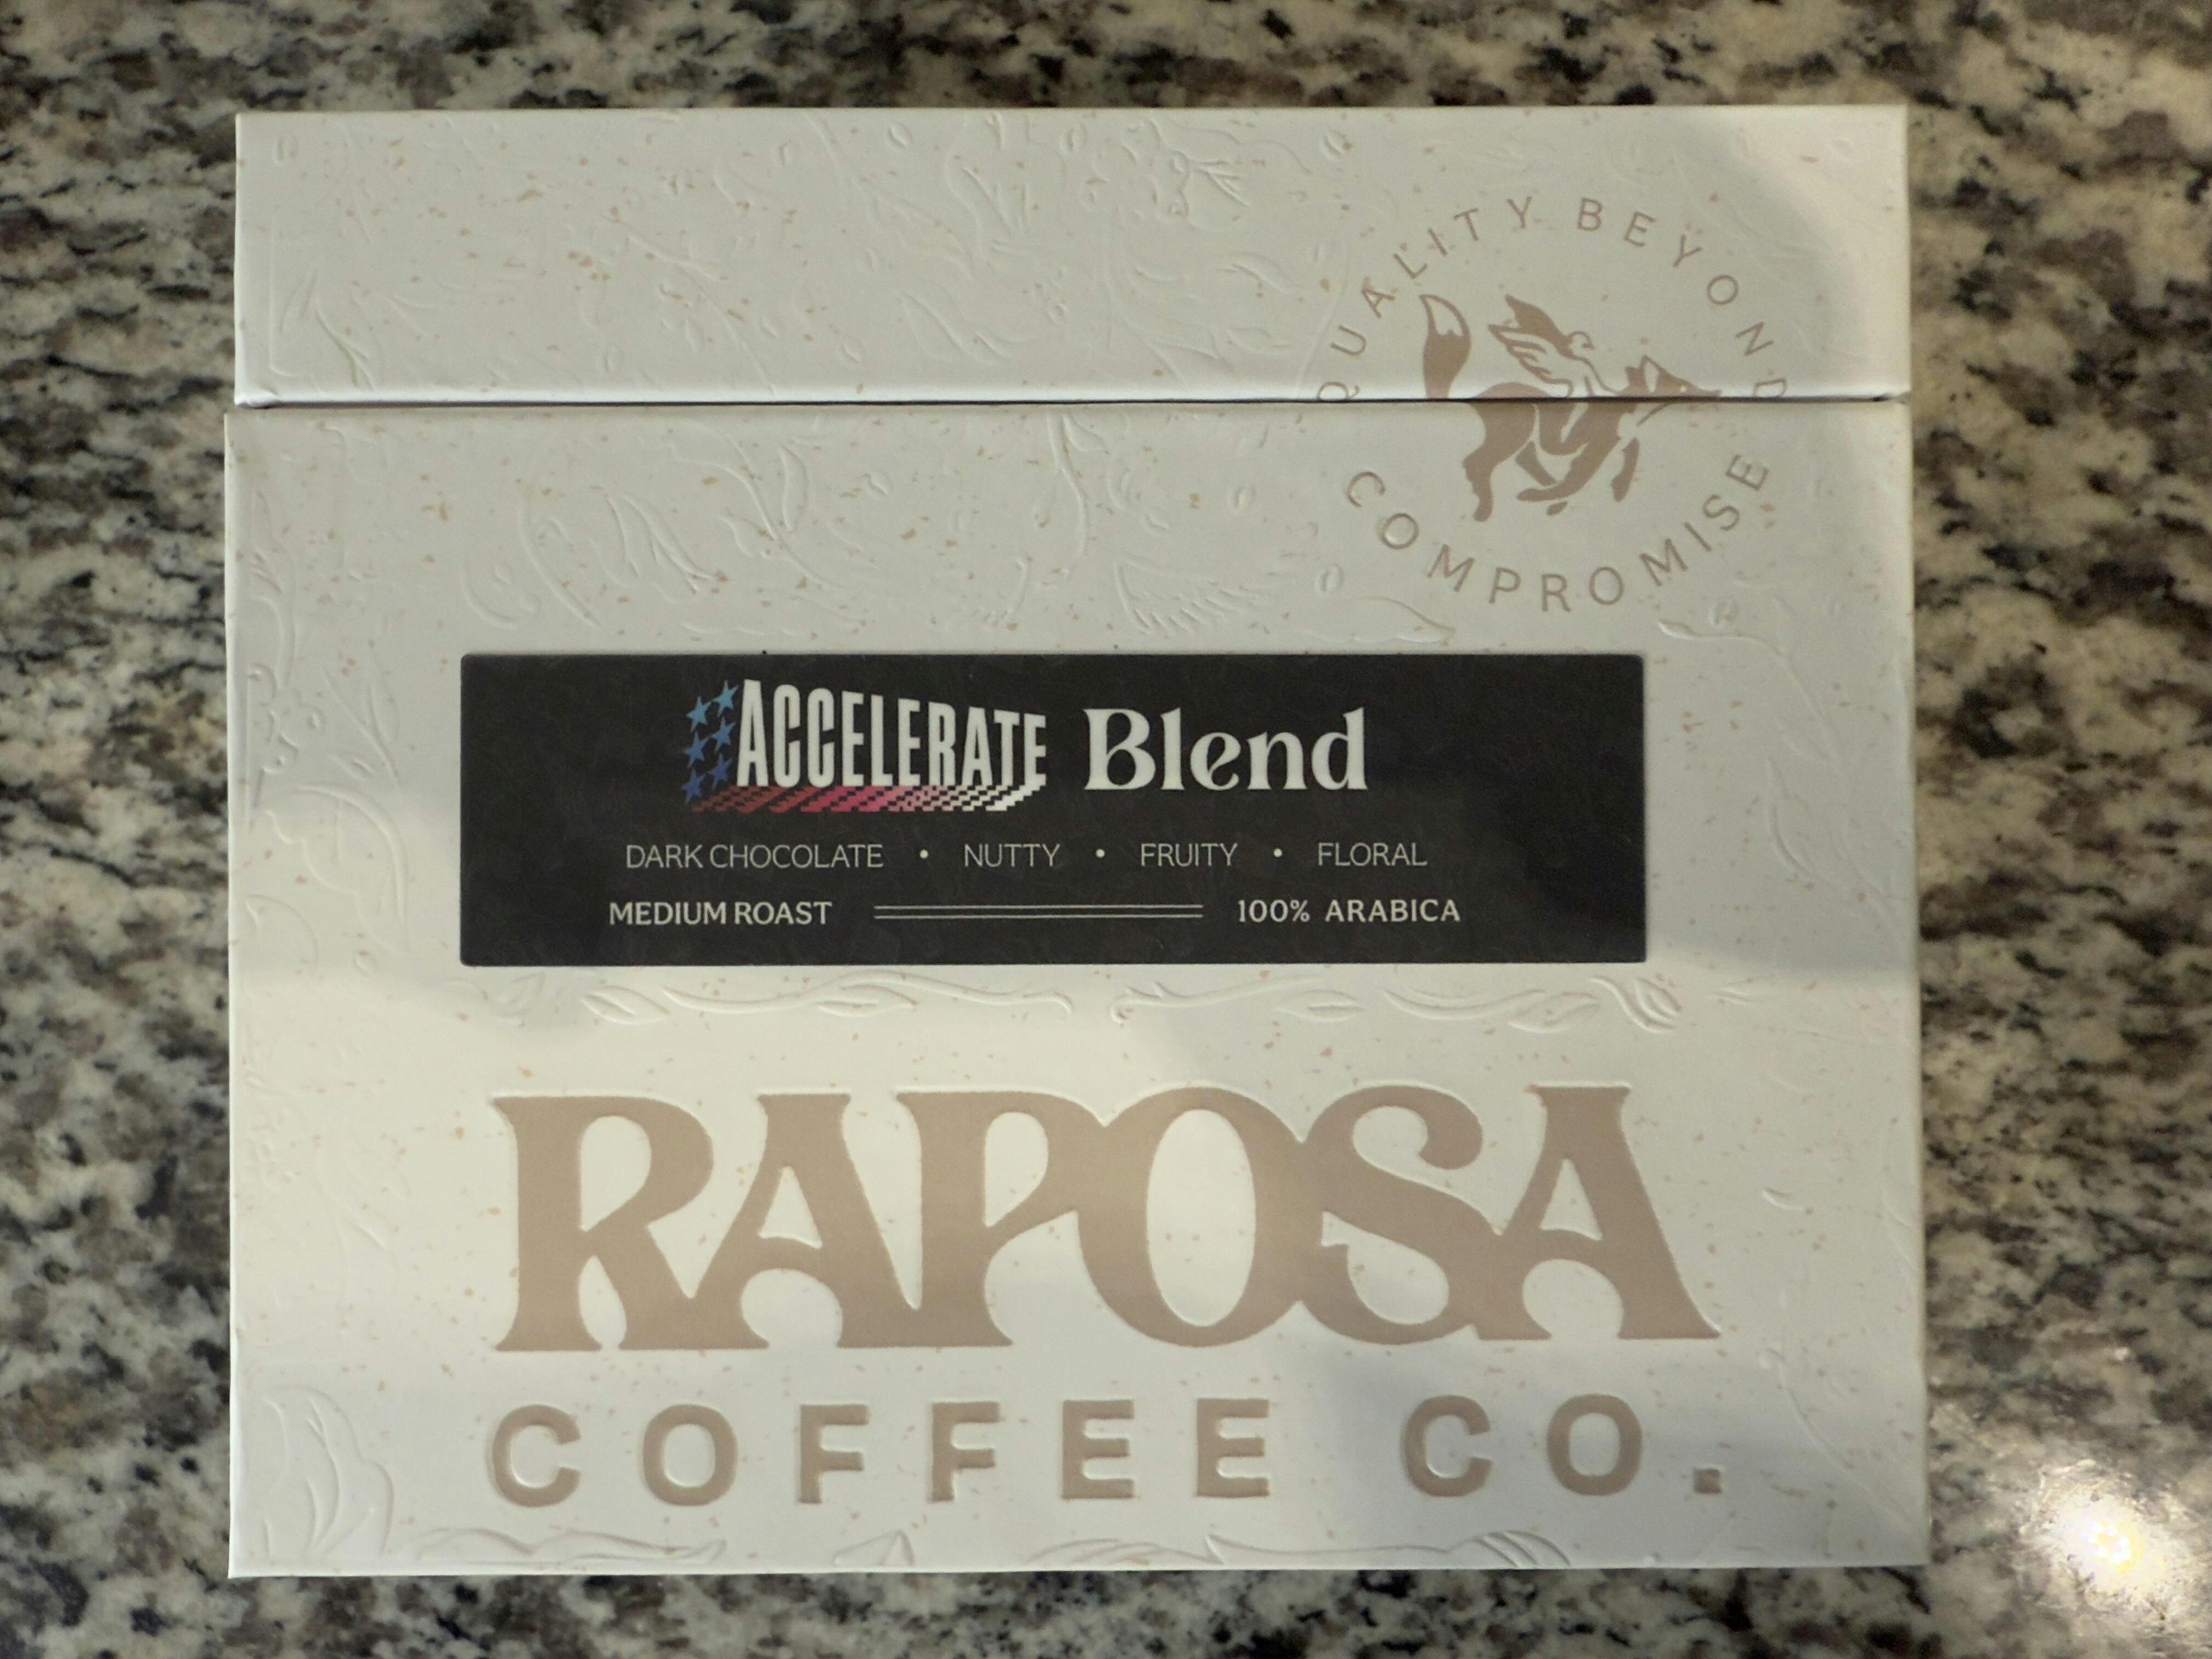 QUALITY BEYOND
COMPROMISE
ACCELERATE Blend
DARK CHOCOLATE • NUTTY • FRUITY • FLORAL
MEDIUM ROAST 100% ARABICA
RAPOSA
COFFEE CO.